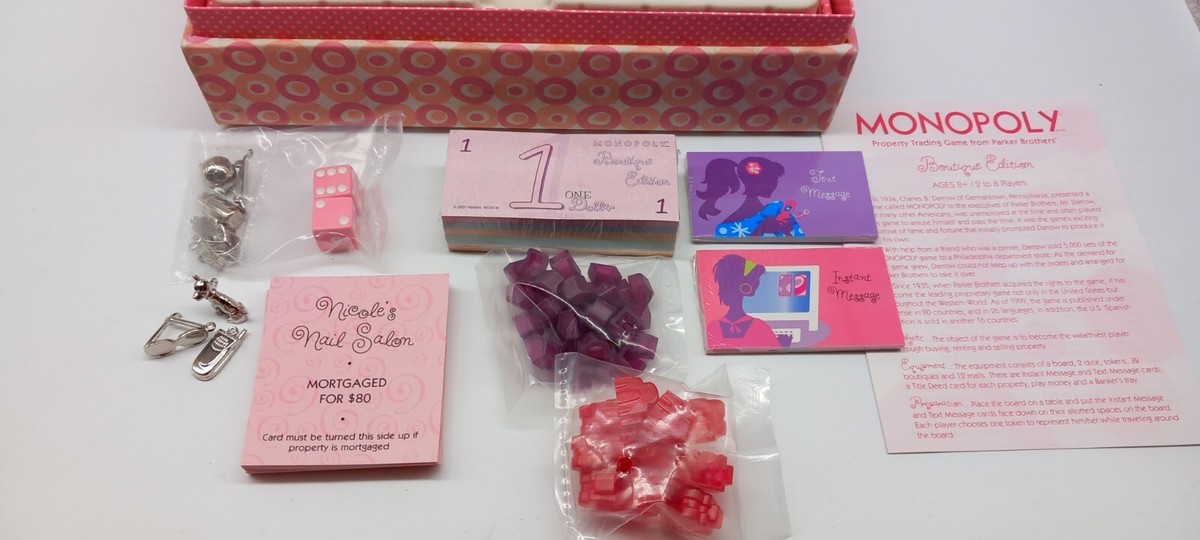 1
MONOPOLY
Boutique
Edition
1
ONE
Dollar
1
Text
Message
Instant
Message
Nicole's
Nail Salon
MORTGAGED
FOR $80
Card must be turned this side up if
property is mortgaged
MONOPOLY
Property Trading Game from Parker Brothers
Boutique Edition
AGES 8+ / 2 to 8 Players
In 1934, Charles B. Darrow of Germantown, Pennsylvania, presented a
called MONOPOLY to the executives of Parker Brothers. Mr. Darrow,
many other Americans, was unemployed at the time and often played
game to amuse himself and pass the time. It was the game's exciting
of fame and fortune that initially prompted Darrow to produce it
his own.
With help from a friend who was a printer, Darrow sold 5,000 sets of the
MONOPOLY game to a Philadelphia department store. As the demand for
game grew, Darrow could not keep up with the orders and arranged for
Brothers to take it over.
Since 1935, when Parker Brothers acquired the rights to the game, it has
the leading proprietary game not only in the United States but
throughout the Western World. As of 1999, the game is published under
in 80 countries, and in 26 languages; in addition, the U.S. Spanish
is sold in another 16 countries.
The object of the game is to become the wealthiest player
through buying, renting and selling property.
Equipment The equipment consists of a board, 2 dice, tokens, 32
boutiques and 12 malls. There are Instant Message and Text Message cards,
a Title Deed card for each property, play money and a Banker's tray.
Preparation Place the board on a table and put the Instant Message
and Text Message cards face down on their allotted spaces on the board.
Each player chooses one token to represent him/her while traveling around
the board.